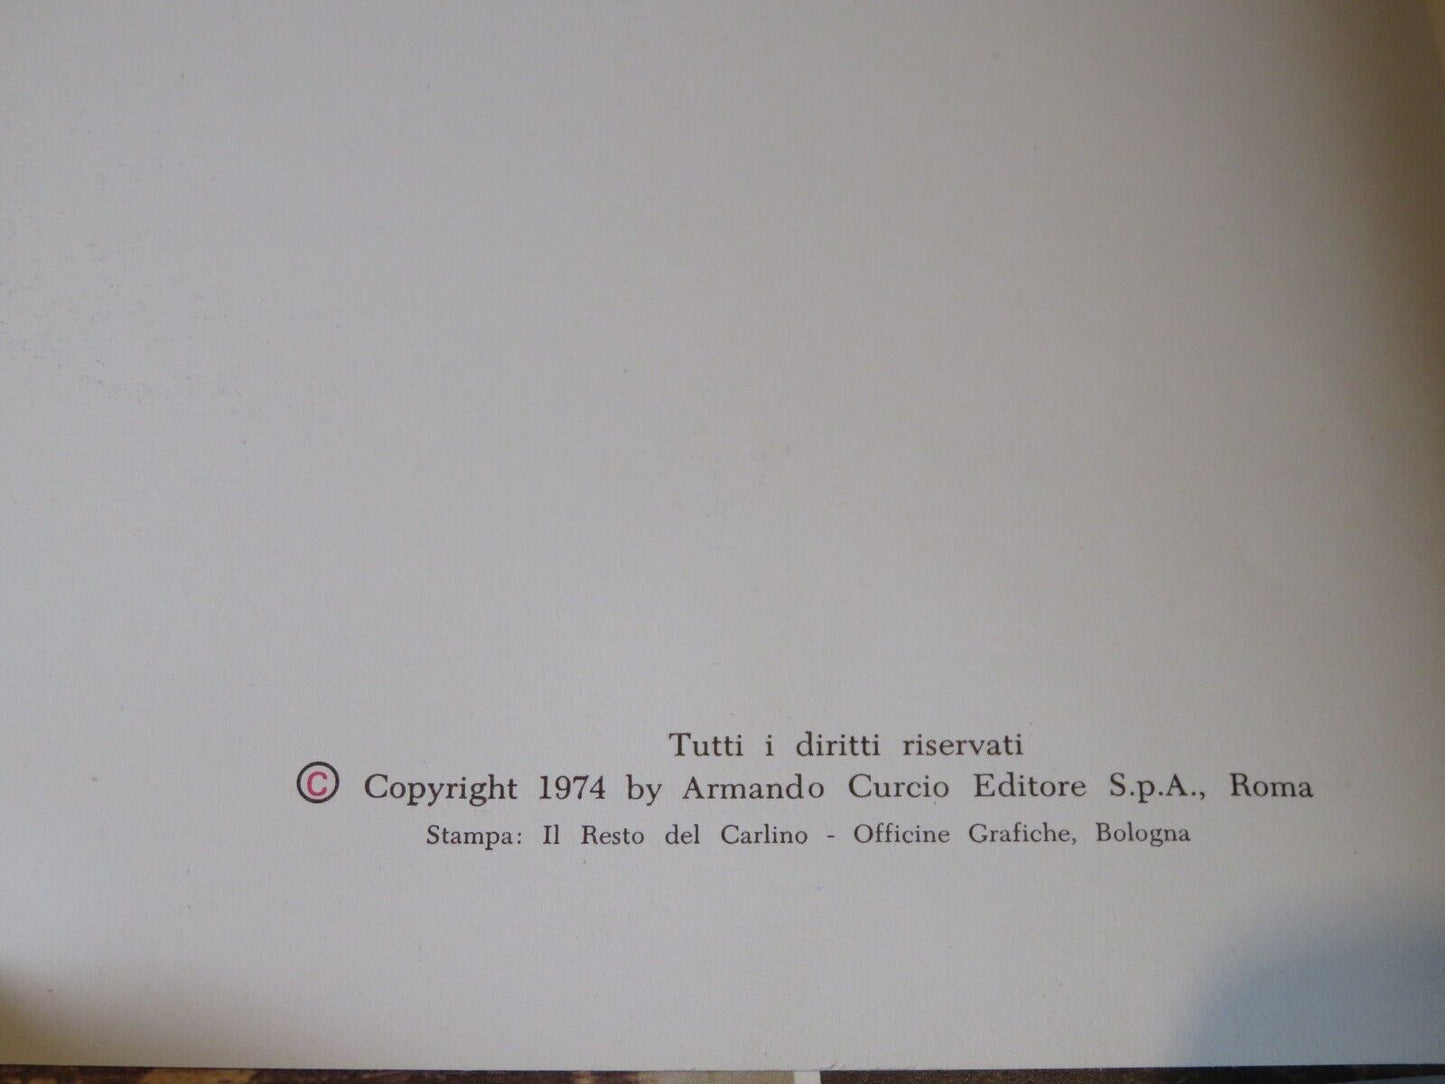 Tutti i diritti riservati
© Copyright 1974 by Armando Curcio Editore S.p.A., Roma
Stampa: Il Resto del Carlino - Officine Grafiche, Bologna